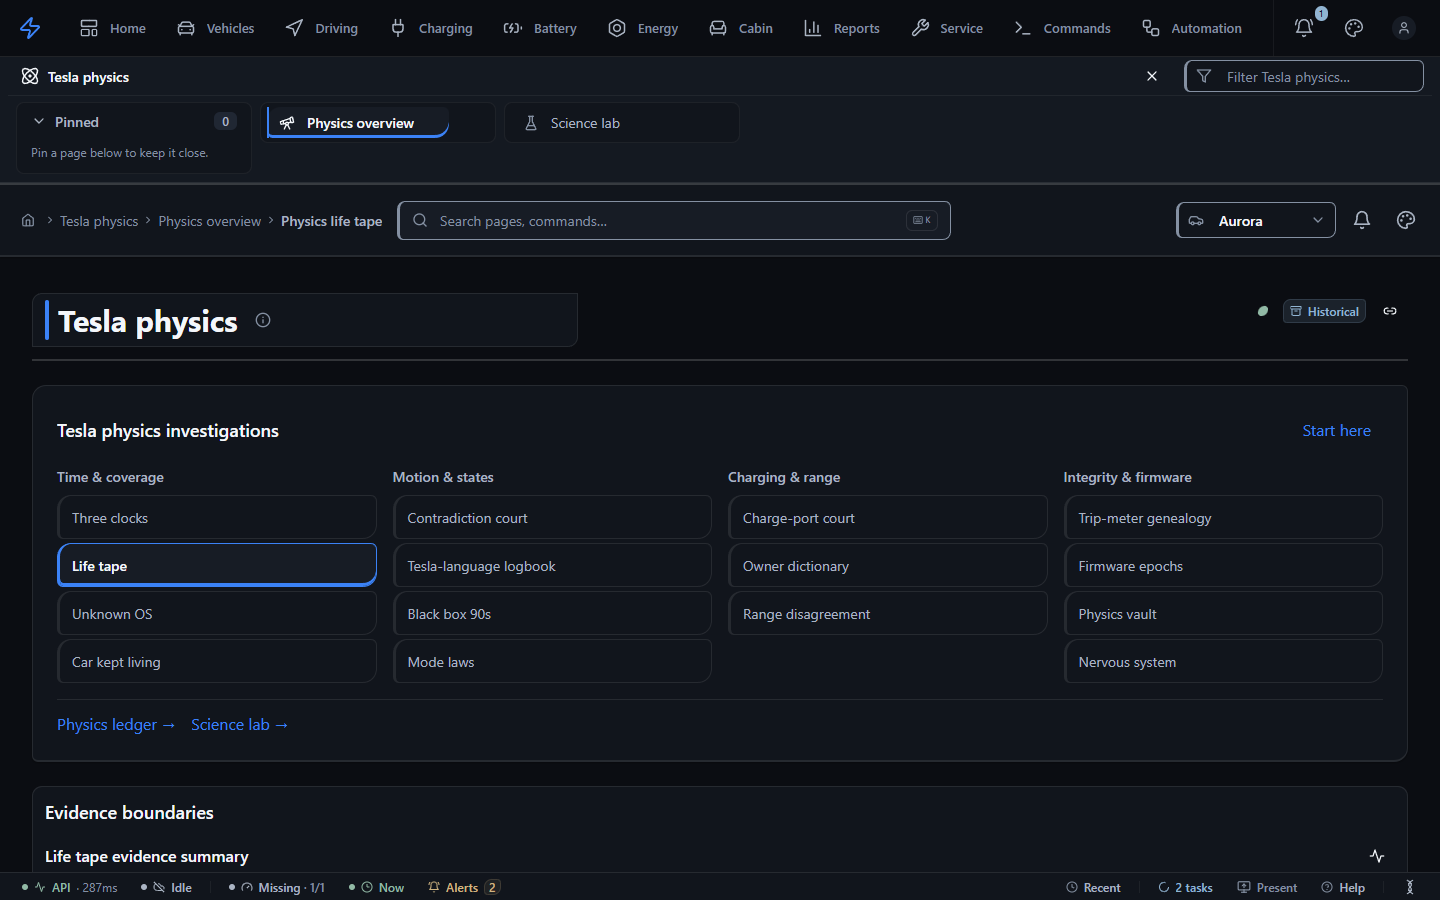 Home
Vehicles
Driving
Charging
Battery
Energy
Cabin
Reports
Service
Commands
Automation
1
Tesla physics
Filter Tesla physics...
Pinned
0
Pin a page below to keep it close.
Physics overview
Science lab
Tesla physics
Physics overview
Physics life tape
Search pages, commands...
K
Aurora
Tesla physics
Historical
Tesla physics investigations
Start here
Time & coverage
Three clocks
Life tape
Unknown OS
Car kept living
Motion & states
Contradiction court
Tesla-language logbook
Black box 90s
Mode laws
Charging & range
Charge-port court
Owner dictionary
Range disagreement
Integrity & firmware
Trip-meter genealogy
Firmware epochs
Physics vault
Nervous system
Physics ledger →
Science lab →
Evidence boundaries
Life tape evidence summary
API · 287ms
Idle
Missing · 1/1
Now
Alerts 2
Recent
2 tasks
Present
Help